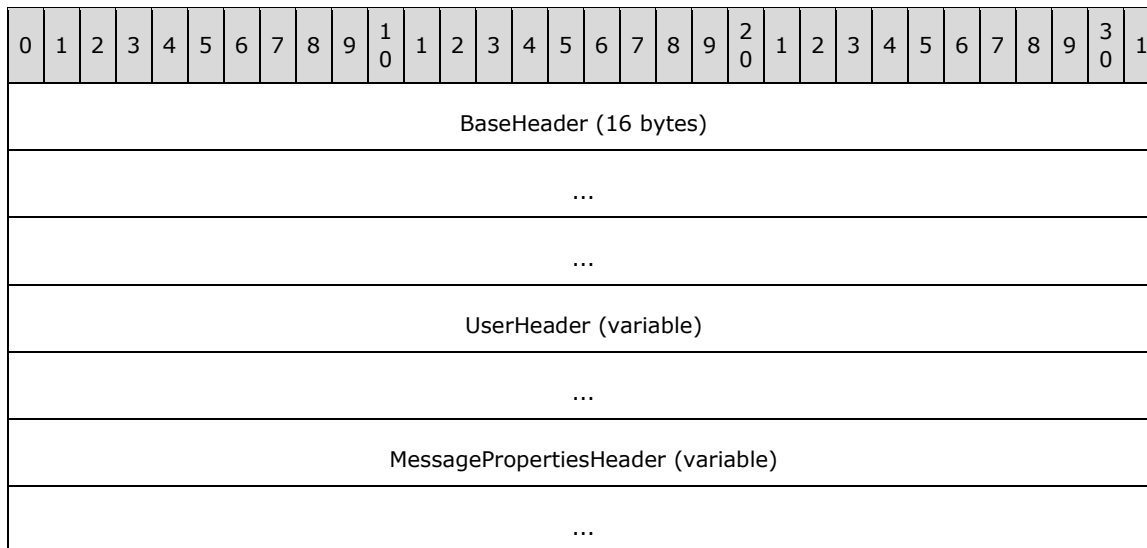 0 1 2 3 4 5 6 7 8 9 1 0 1 2 3 4 5 6 7 8 9 2 0 1 2 3 4 5 6 7 8 9 3 0 1
BaseHeader (16 bytes)
...
...
UserHeader (variable)
...
MessagePropertiesHeader (variable)
...